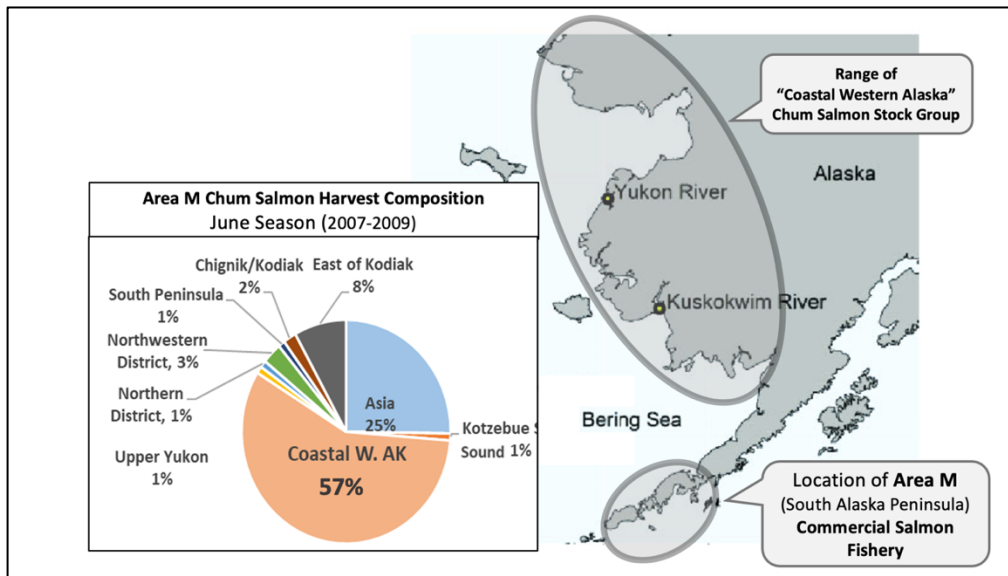 Range of
“Coastal Western Alaska”
Chum Salmon Stock Group
Alaska
Yukon River
Kuskokwim River
Bering Sea
Location of Area M
(South Alaska Peninsula)
Commercial Salmon
Fishery
Area M Chum Salmon Harvest Composition
June Season (2007-2009)
Chignik/Kodiak
2%
East of Kodiak
8%
South Peninsula
1%
Northwestern
District, 3%
Northern
District, 1%
Upper Yukon
1%
Asia
25%
Kotzebue S
Sound 1%
Coastal W. AK
57%